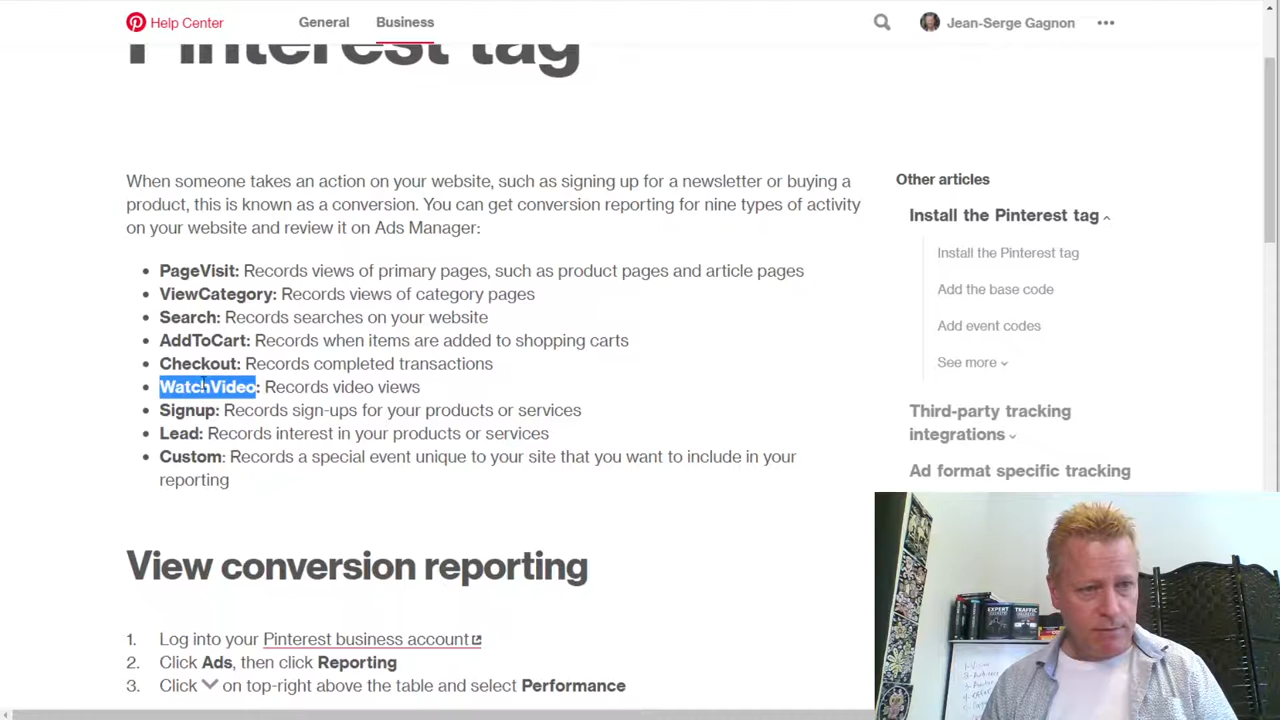 Help Center
General
Business
Jean-Serge Gagnon
Pinterest tag
When someone takes an action on your website, such as signing up for a newsletter or buying a
product, this is known as a conversion. You can get conversion reporting for nine types of activity
on your website and review it on Ads Manager:
• PageVisit: Records views of primary pages, such as product pages and article pages
• ViewCategory: Records views of category pages
• Search: Records searches on your website
• AddToCart: Records when items are added to shopping carts
• Checkout: Records completed transactions
• WatchVideo: Records video views
• Signup: Records sign-ups for your products or services
• Lead: Records interest in your products or services
• Custom: Records a special event unique to your site that you want to include in your
reporting
View conversion reporting
1. Log into your Pinterest business account
2. Click Ads, then click Reporting
3. Click on top-right above the table and select Performance
Other articles
Install the Pinterest tag
Install the Pinterest tag
Add the base code
Add event codes
See more
Third-party tracking
integrations
Ad format specific tracking
EXPERT
TRAFFIC